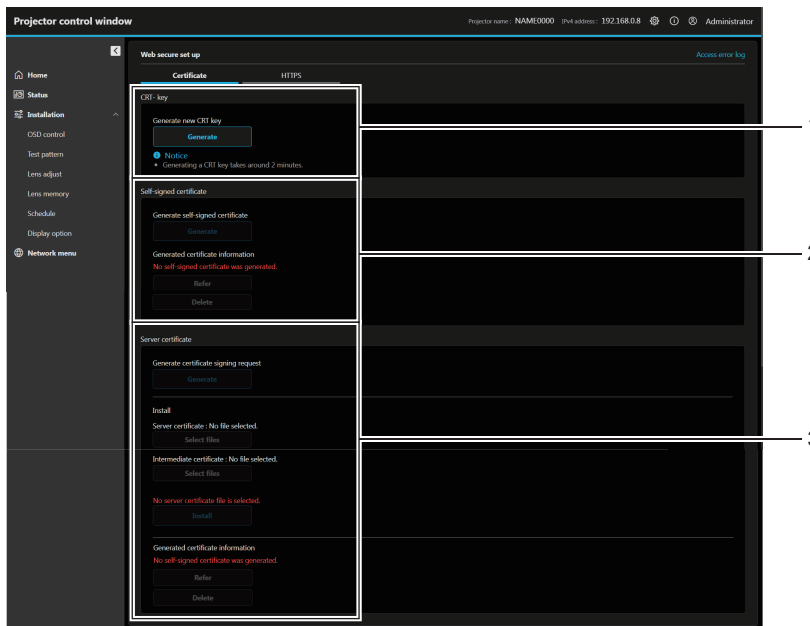 Projector control window
Projector name : NAME0000 IPv4 address : 192.168.0.8 Administrator
Web secure set up Access error log
Home
Certificate HTTPS
Status
CRT- key
Installation
Generate new CRT key
OSD control
Generate
Test pattern
Notice
Lens adjust
• Generating a CRT key takes around 2 minutes.
Lens memory
Self-signed certificate
Schedule
Generate self-signed certificate
Display option
Generate
Network menu
Generated certificate information
No self-signed certificate was generated.
Refer
Delete
Server certificate
Generate certificate signing request
Generate
Install
Server certificate : No file selected.
Select files
Intermediate certificate : No file selected.
Select files
No server certificate file is selected.
Install
Generated certificate information
No self-signed certificate was generated.
Refer
Delete